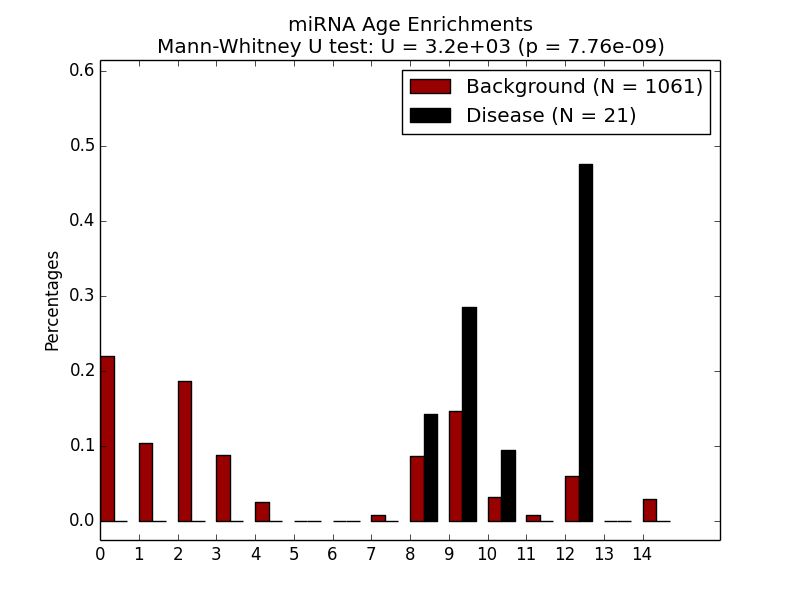 miRNA Age Enrichments
Mann-Whitney U test: U = 3.2e+03 (p = 7.76e-09)
Background (N = 1061)
Disease (N = 21)
Percentages
0.6
0.5
0.4
0.3
0.2
0.1
0.0
0 1 2 3 4 5 6 7 8 9 10 11 12 13 14